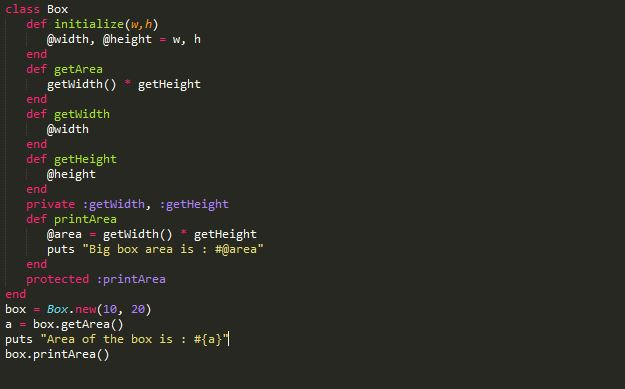 class Box
def initialize(w,h)
@width, @height = w, h
end
def getArea
getWidth() * getHeight
end
def getWidth
@width
end
def getHeight
@height
end
private :getWidth, :getHeight
def printArea
@area = getWidth() * getHeight
puts "Big box area is : #@area"
end
protected :printArea
end
box = Box.new(10, 20)
a = box.getArea()
puts "Area of the box is : #{a}"
box.printArea()